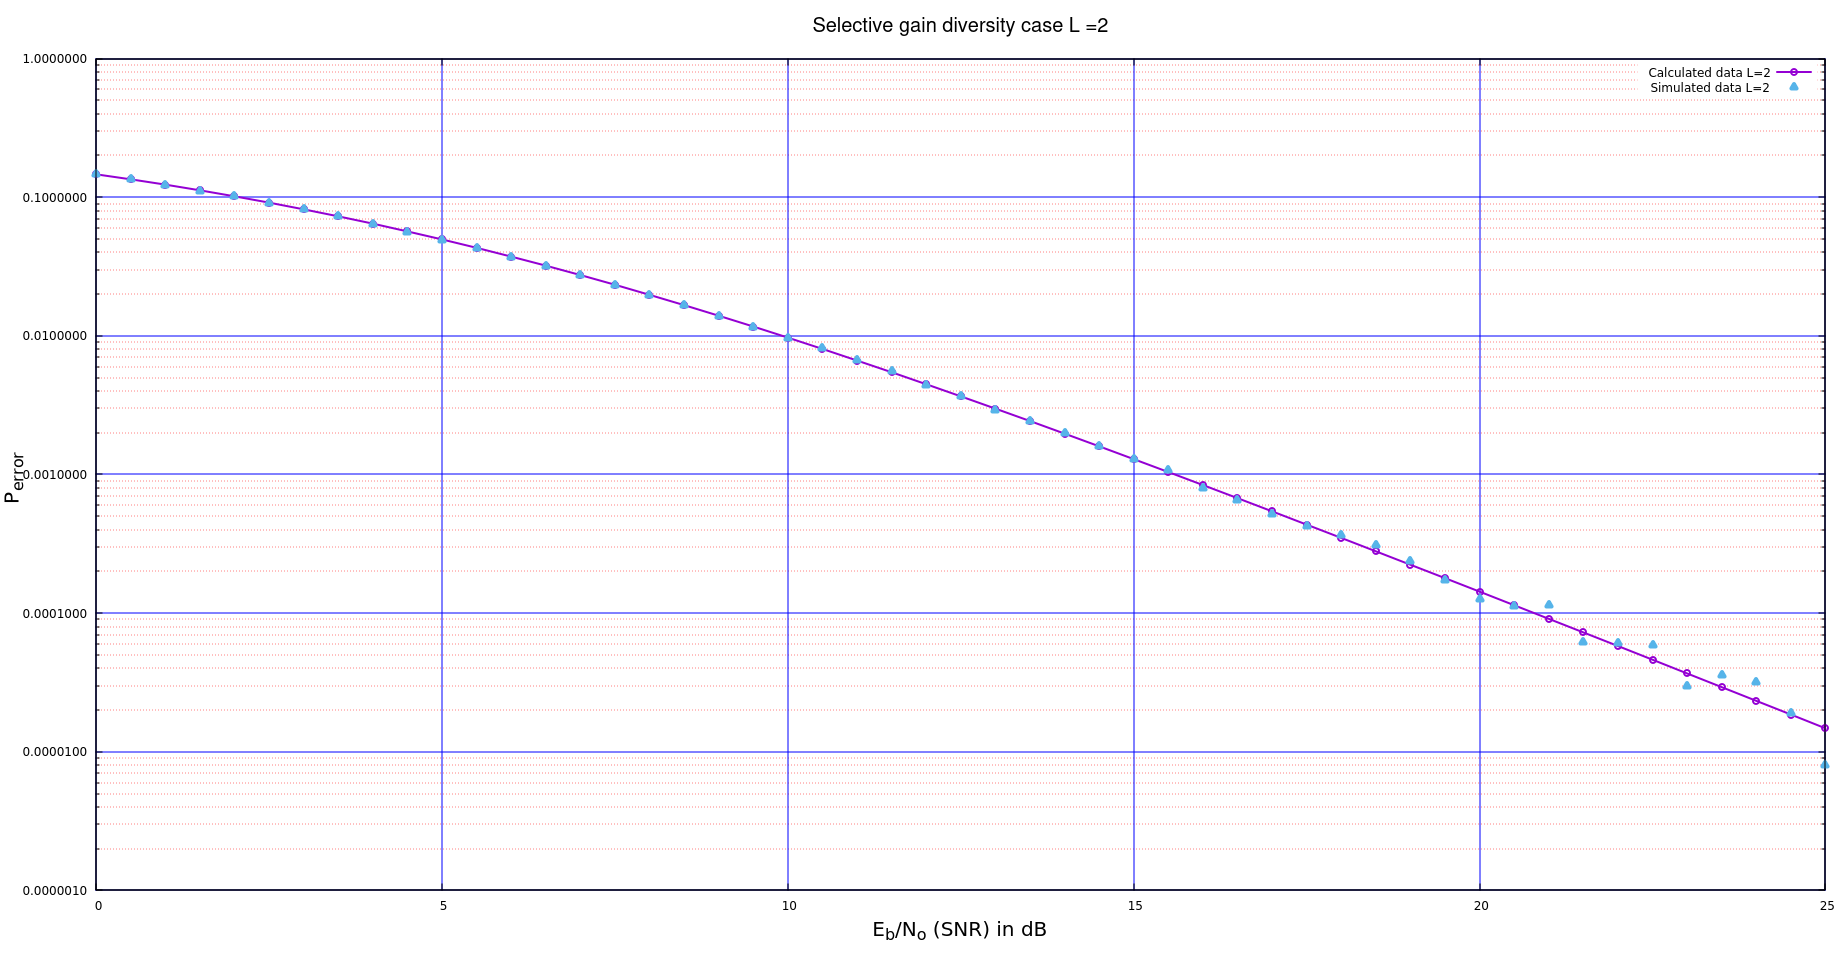 Selective gain diversity case L =2
1.0000000
0.1000000
0.0100000
0.0010000
0.0001000
0.0000100
0.0000010
Perror
Calculated data L=2
Simulated data L=2
0 5 10 15 20 25
Eb/No (SNR) in dB